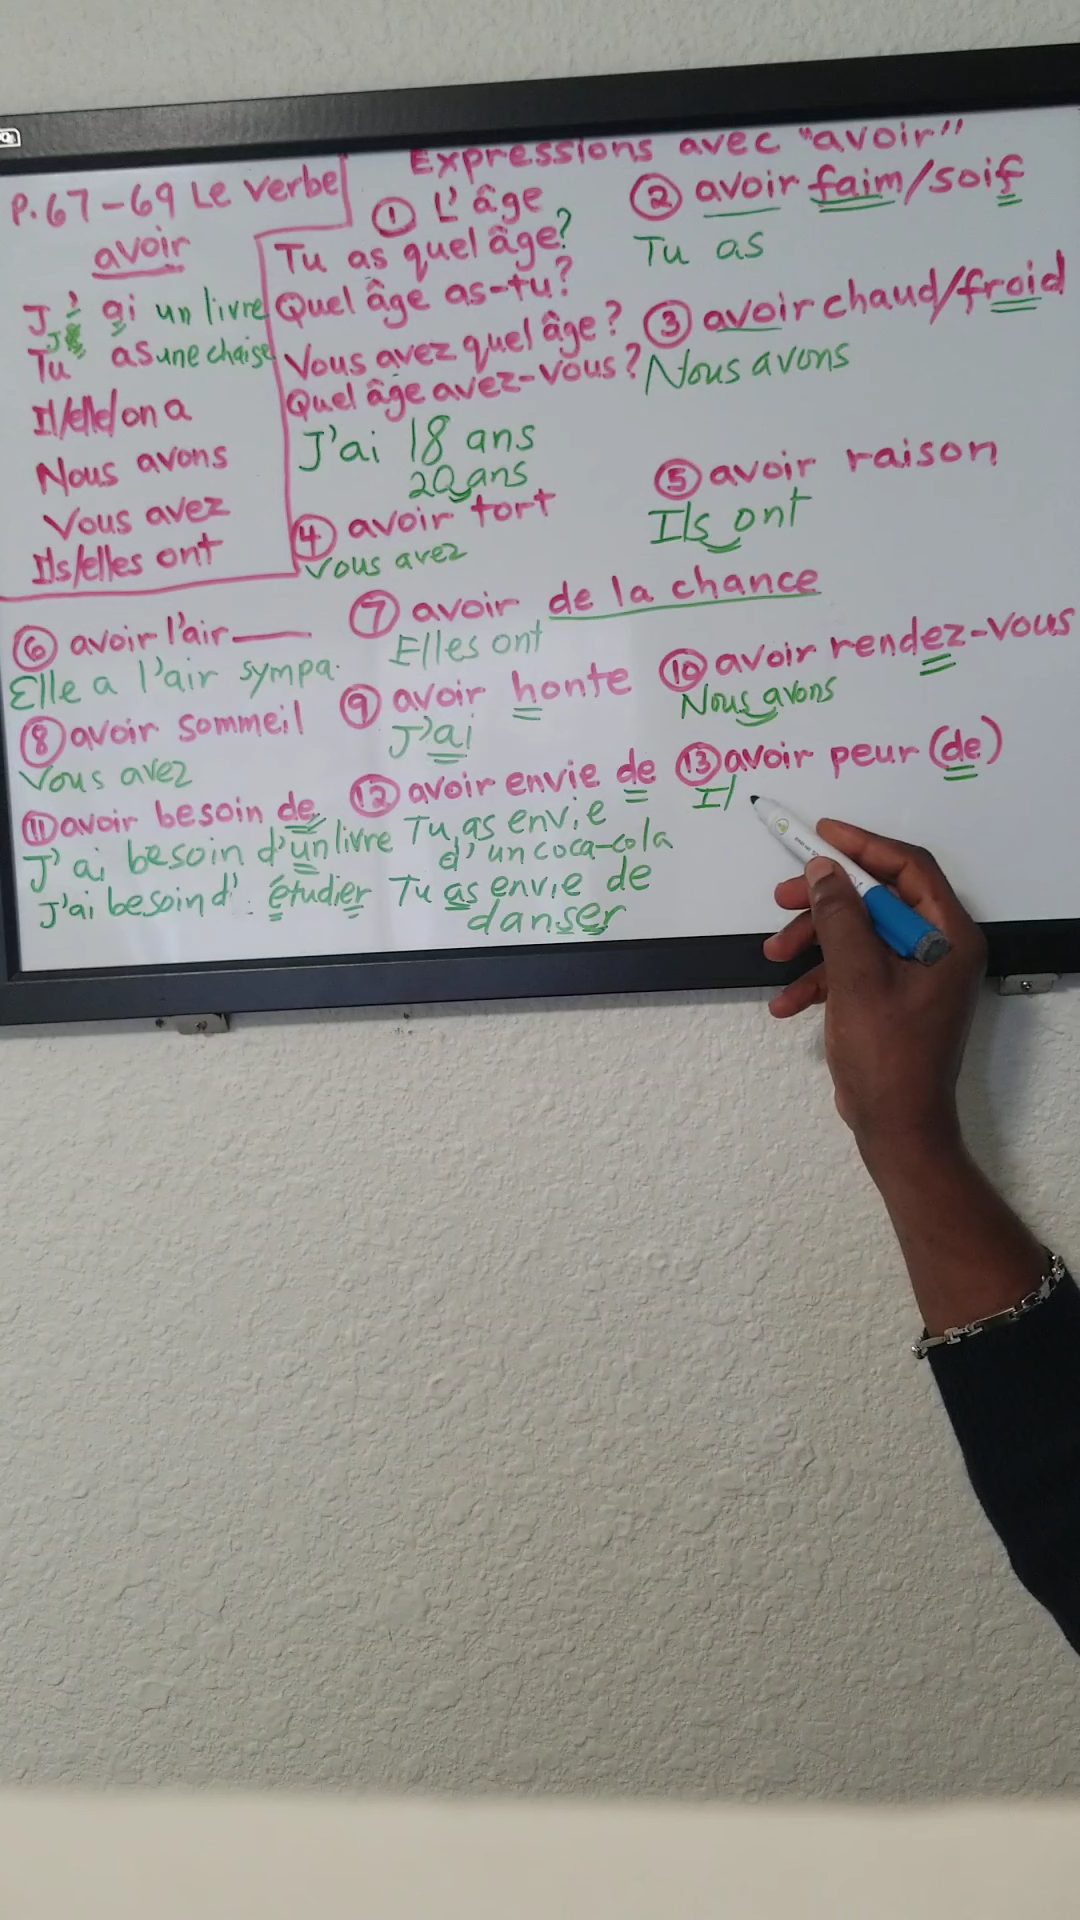 Expressions avec "avoir"
P.67-69 Le verbe
avoir
J' ai un livre
Tu as une chaise
Il/elle/on a
Nous avons
Vous avez
Ils/elles ont
① L'âge
Tu as quel âge?
Quel âge as-tu?
Vous avez quel âge?
Quel âge avez-vous?
J'ai 18 ans
20 ans
② avoir faim/soif
Tu as
③ avoir chaud/froid
Nous avons
④ avoir tort
Vous avez
⑤ avoir raison
Ils ont
⑥ avoir l'air ___
Elle a l'air sympa.
⑦ avoir de la chance
Elles ont
⑧ avoir sommeil
Vous avez
⑨ avoir honte
J'ai
⑩ avoir rendez-vous
Nous avons
⑪ avoir besoin de
J'ai besoin d'un livre
J'ai besoin d' étudier
⑫ avoir envie de
Tu as envie
d'un coca-cola
Tu as envie de
danser
⑬ avoir peur (de)
Il